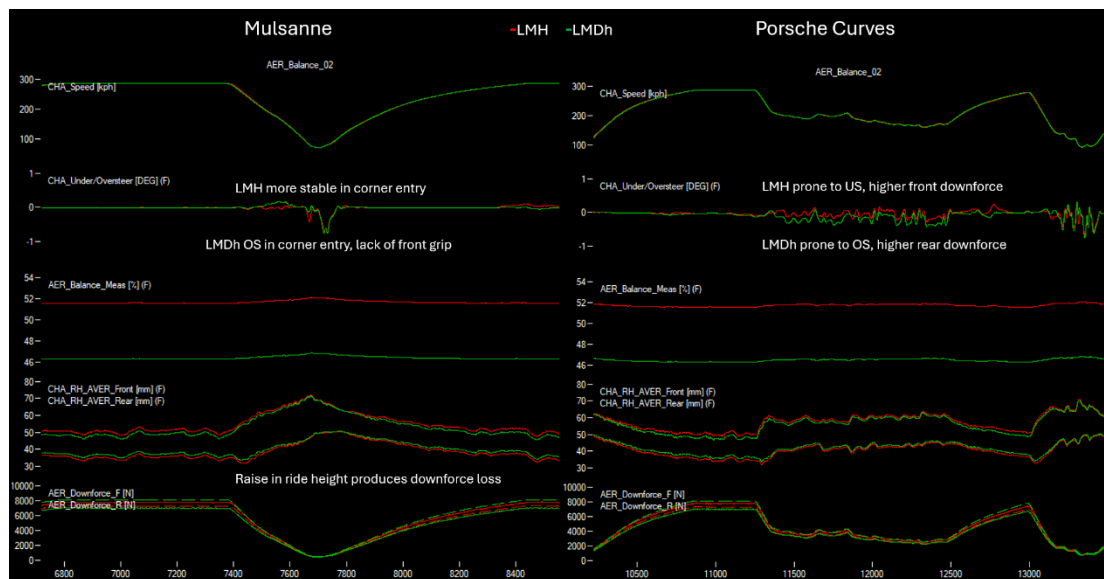 Mulsanne
LMH LMDh
Porsche Curves
AER_Balance_02
300
200
100
CHA_Speed [kph]
1
0
-1
CHA_Under/Oversteer [DEG] (F)
LMH more stable in corner entry
LMDh OS in corner entry, lack of front grip
54
52
50
48
46
AER_Balance_Meas [%] (F)
80
70
60
50
40
30
CHA_RH_AVER_Front [mm] (F)
CHA_RH_AVER_Rear [mm] (F)
Raise in ride height produces downforce loss
10000
8000
6000
4000
2000
0
AER_Downforce_F [N]
AER_Downforce_R [N]
6800 7000 7200 7400 7600 7800 8000 8200 8400
AER_Balance_02
300
200
100
CHA_Speed [kph]
1
0
-1
CHA_Under/Oversteer [DEG] (F)
LMH prone to US, higher front downforce
LMDh prone to OS, higher rear downforce
54
52
50
48
46
AER_Balance_Meas [%] (F)
80
70
60
50
40
30
CHA_RH_AVER_Front [mm] (F)
CHA_RH_AVER_Rear [mm] (F)
10000
8000
6000
4000
2000
0
AER_Downforce_F [N]
AER_Downforce_R [N]
10500 11000 11500 12000 12500 13000